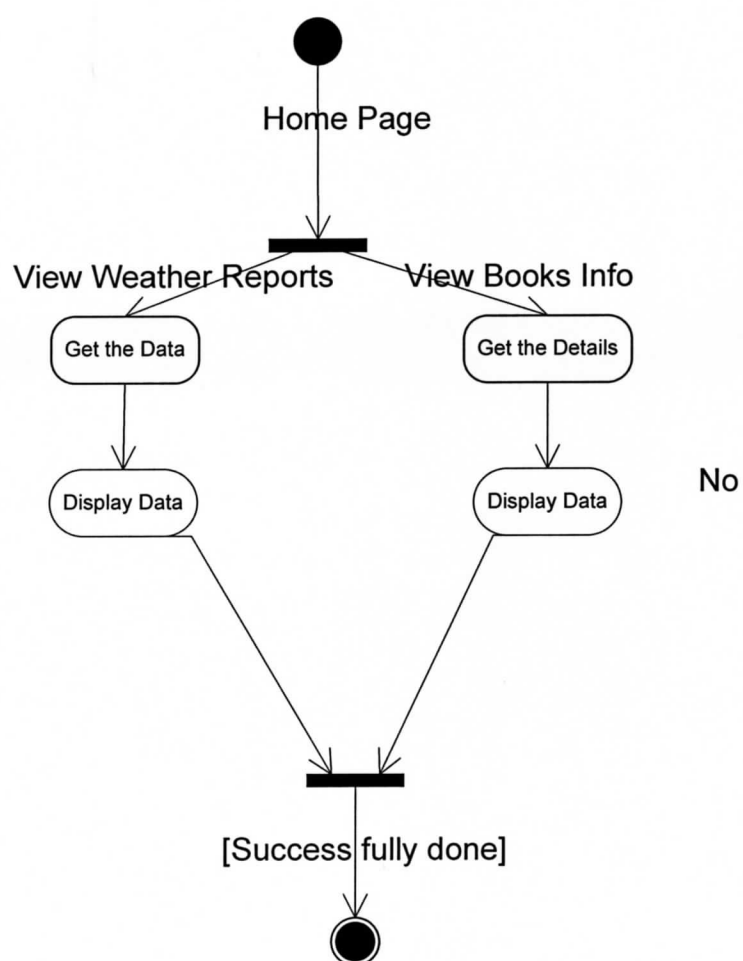 Home Page
View Weather Reports
View Books Info
Get the Data
Get the Details
Display Data
Display Data
No
[Success fully done]